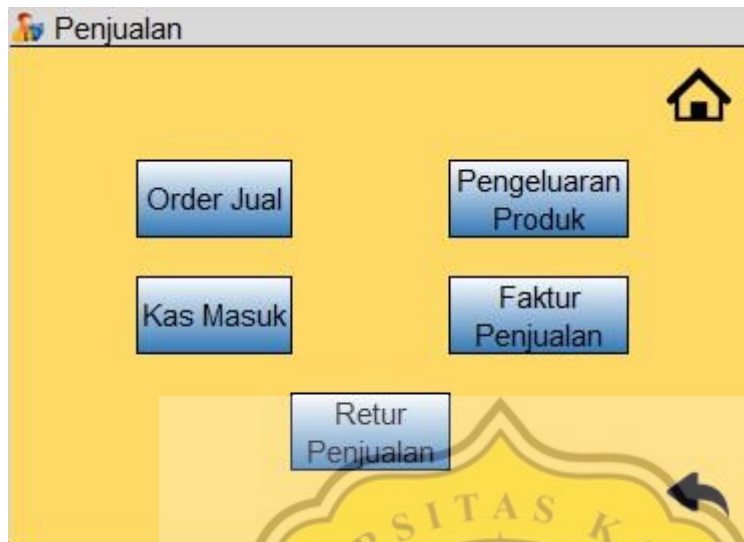 Penjualan
Order Jual
Pengeluaran
Produk
Kas Masuk
Faktur
Penjualan
Retur
Penjualan
SITAS K